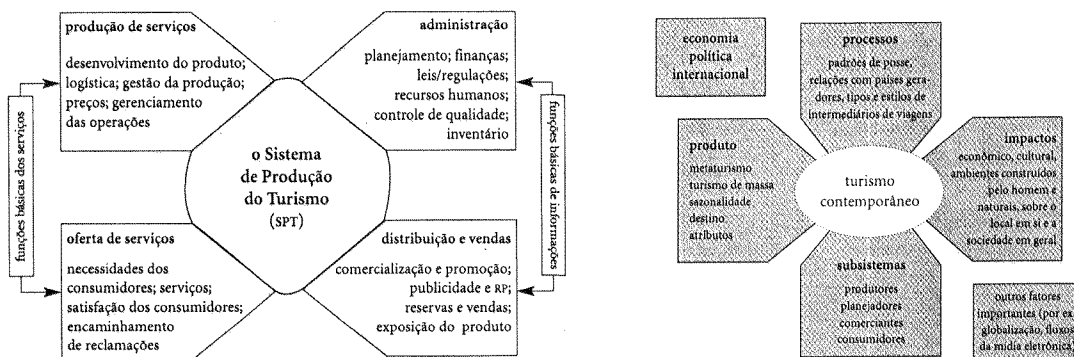 produção de serviços
desenvolvimento do produto;
logística; gestão da produção;
preços; gerenciamento
das operações
administração
planejamento; finanças;
leis/regulações;
recursos humanos;
controle de qualidade;
inventário
funções básicas dos serviços
o Sistema
de Produção
do Turismo
(SPT)
funções básicas de informações
oferta de serviços
necessidades dos
consumidores; serviços;
satisfação dos consumidores;
encaminhamento
de reclamações
distribuição e vendas
comercialização e promoção;
publicidade e RP;
reservas e vendas;
exposição do produto
economia
política
internacional
processos
padrões de posse,
relações com países gera-
dores, tipos e estilos de
intermediários de viagens
produto
metaturismo
turismo de massa
sazonalidade
destino
atributos
turismo
contemporâneo
impactos
econômico, cultural,
ambientes construídos
pelo homem e
naturais, sobre o
local em si e a
sociedade em geral
subsistemas
produtores
planejadores
comerciantes
consumidores
outros fatores
importantes (por ex.
globalização, fluxos
da mídia eletrônica)